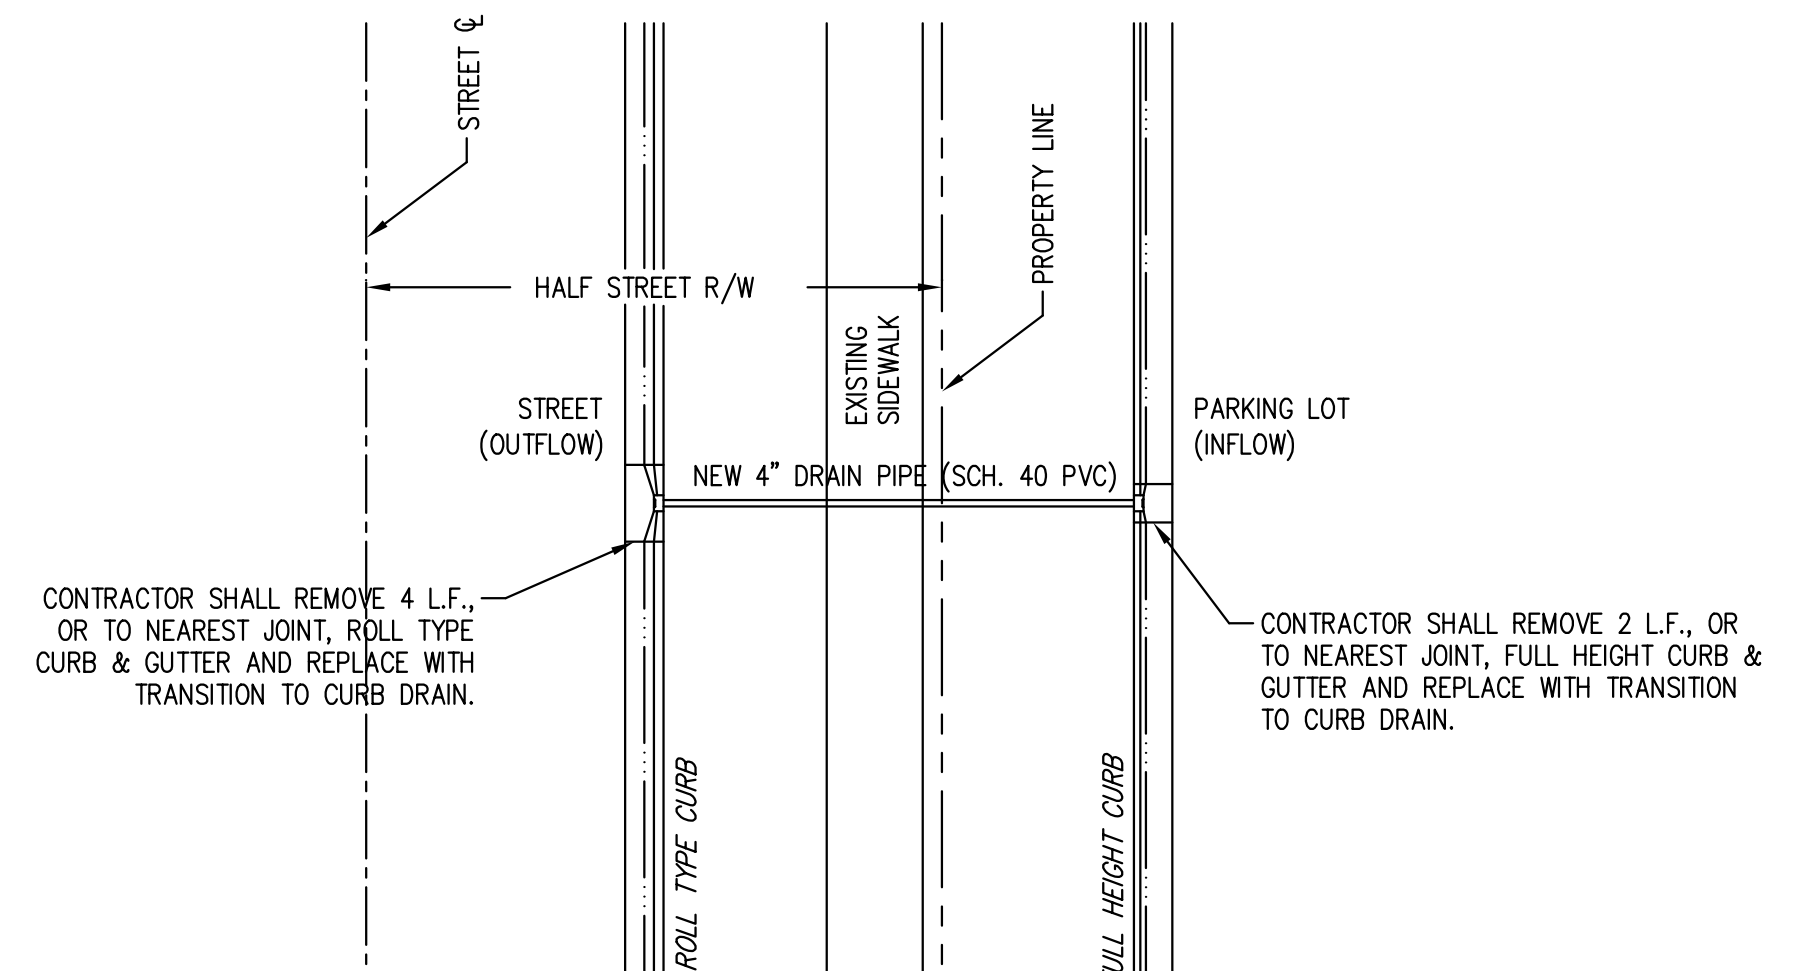 STREET ℄
PROPERTY LINE
HALF STREET R/W
EXISTING
SIDEWALK
STREET
(OUTFLOW)
PARKING LOT
(INFLOW)
NEW 4" DRAIN PIPE (SCH. 40 PVC)
CONTRACTOR SHALL REMOVE 4 L.F.,
OR TO NEAREST JOINT, ROLL TYPE
CURB & GUTTER AND REPLACE WITH
TRANSITION TO CURB DRAIN.
CONTRACTOR SHALL REMOVE 2 L.F., OR
TO NEAREST JOINT, FULL HEIGHT CURB &
GUTTER AND REPLACE WITH TRANSITION
TO CURB DRAIN.
ROLL TYPE CURB
FULL HEIGHT CURB